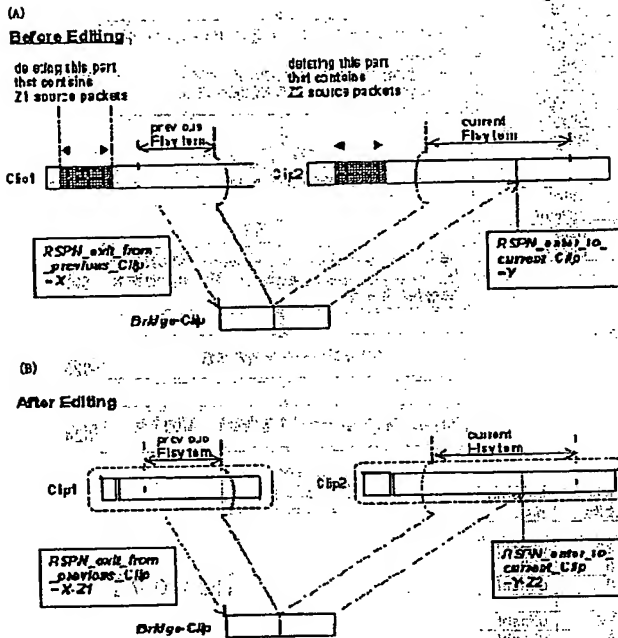 (A)
Before Editing
deleting this part
that contains
Z1 source packets
deleting this part
that contains
Z2 source packets
previous
PlayItem
current
PlayItem
Clip1
Clip2
RSPN_exit_from
_previous_Clip
=X
RSPN_enter_to_
current_Clip
=Y
Bridge-Clip
(B)
After Editing
previous
PlayItem
current
PlayItem
Clip1
Clip2
RSPN_exit_from
_previous_Clip
=X-Z1
RSPN_enter_to_
current_Clip
=Y-Z2
Bridge-Clip